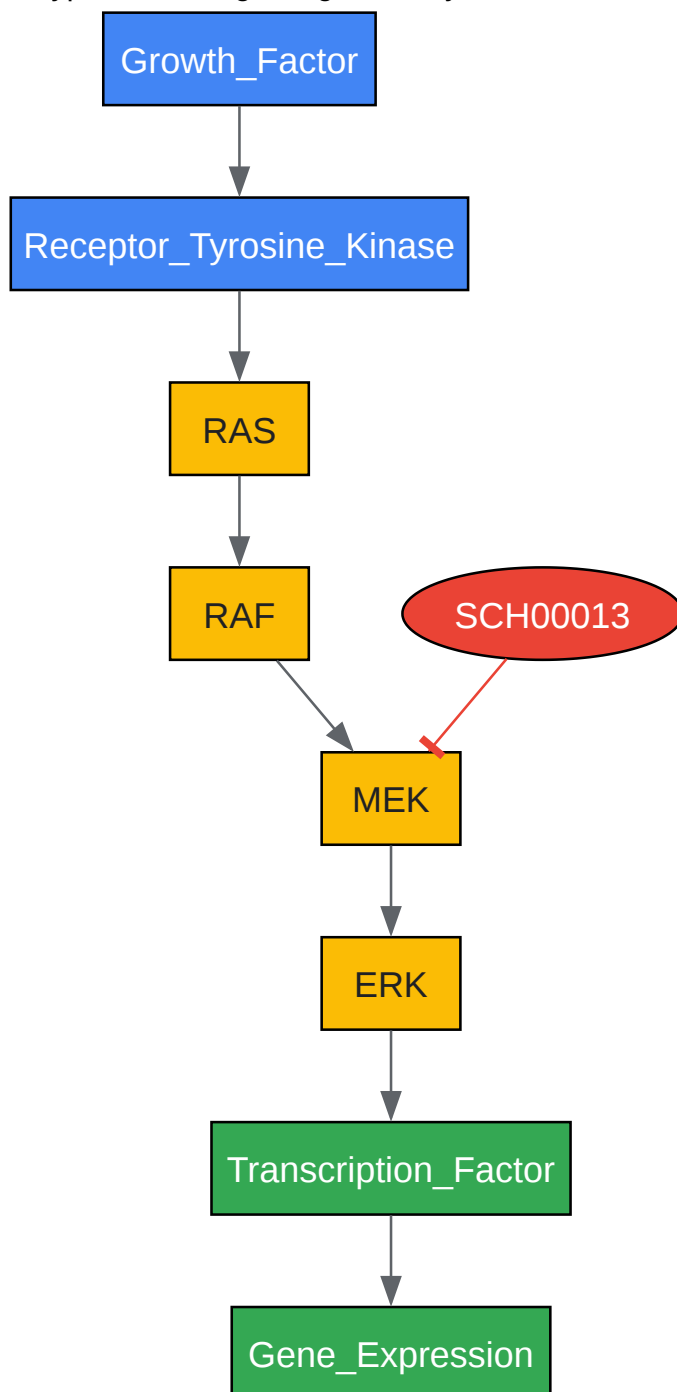 Growth_Factor
Receptor_Tyrosine_Kinase
RAS
RAF
SCH00013
MEK
ERK
Transcription_Factor
Gene_Expression